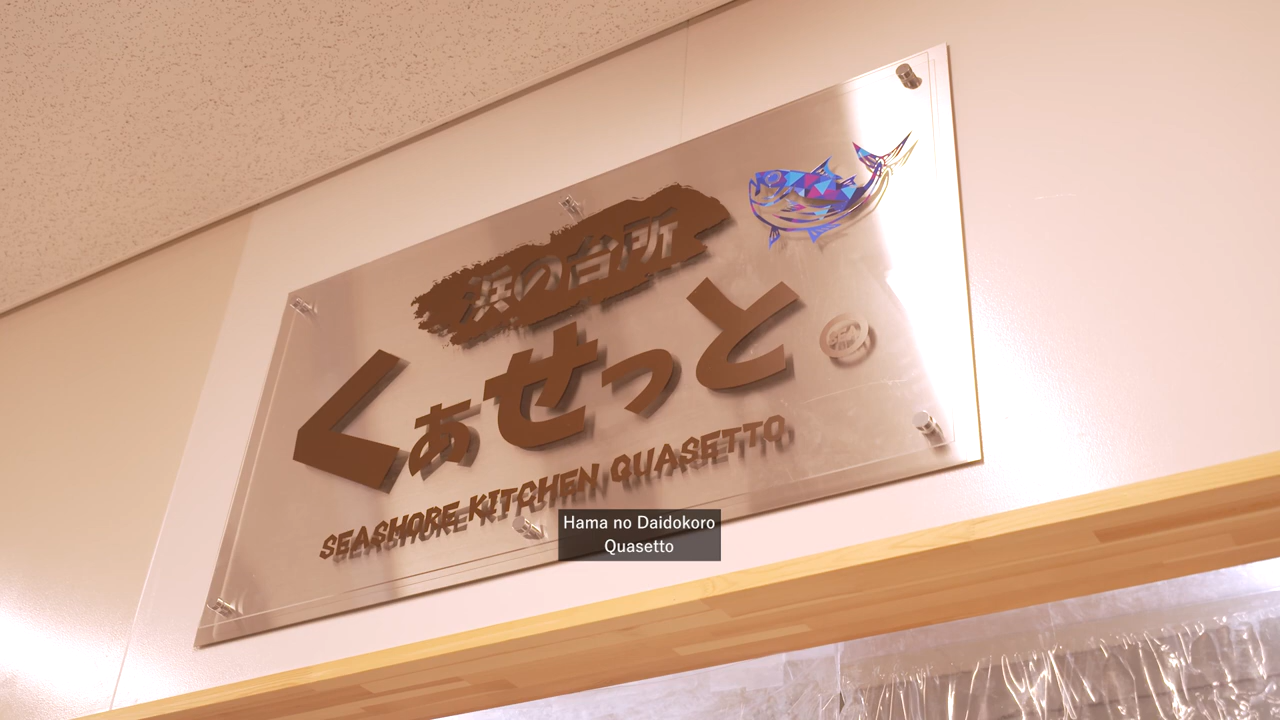 浜の台所
くぁせっと
SEASHORE KITCHEN QUASETTO
Hama no Daidokoro
Quasetto